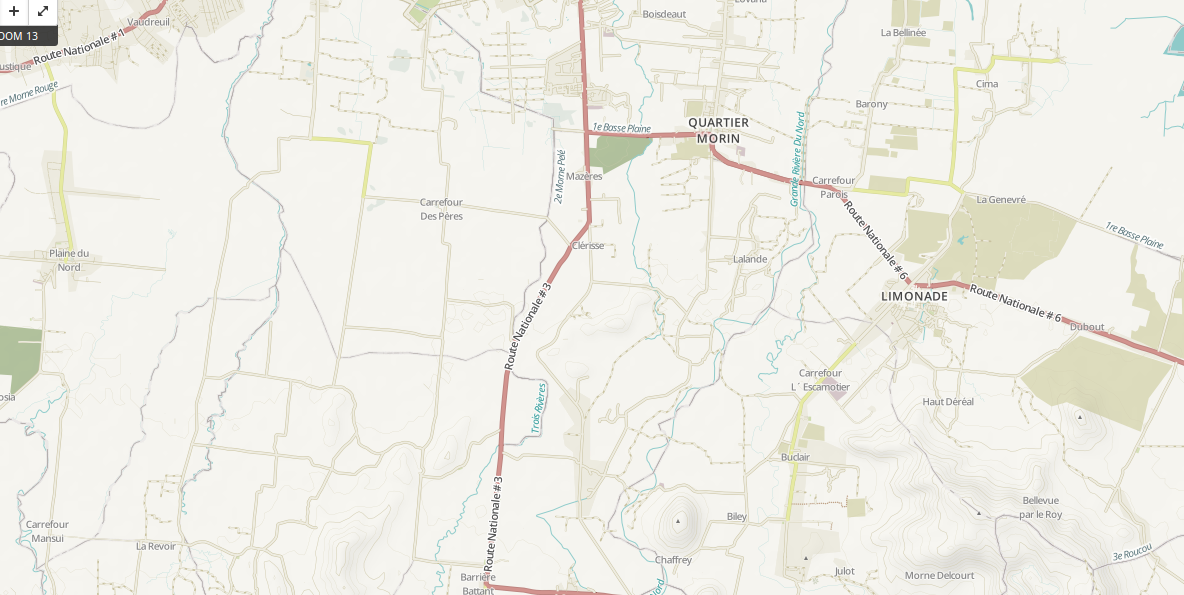 +
Boisdeaut
Vaudreuil
La Bellinée
OOM 13
Route Nationale # 1
ustique
Cima
re Morne Rouge
Barony
QUARTIER
MORIN
1e Basse Plaine
Grande Rivière Du Nord
2e Morne Pelé
Mazeres
Carrefour
Parois
Carrefour
Des Pères
La Genevré
Route Nationale # 6
1re Basse Plaine
Clérisse
Plaine du
Nord
Lalande
LIMONADE
Route Nationale # 6
Route Nationale # 3
Dubout
Carrefour
L´ Escamotier
osia
Trois Rivières
Haut Déréal
Buclair
Route Nationale # 3
Bellevue
par le Roy
Biley
Carrefour
Mansui
La Revoir
3e Roucou
Chaffrey
Julot
Morne Delcourt
Barrière
Battant